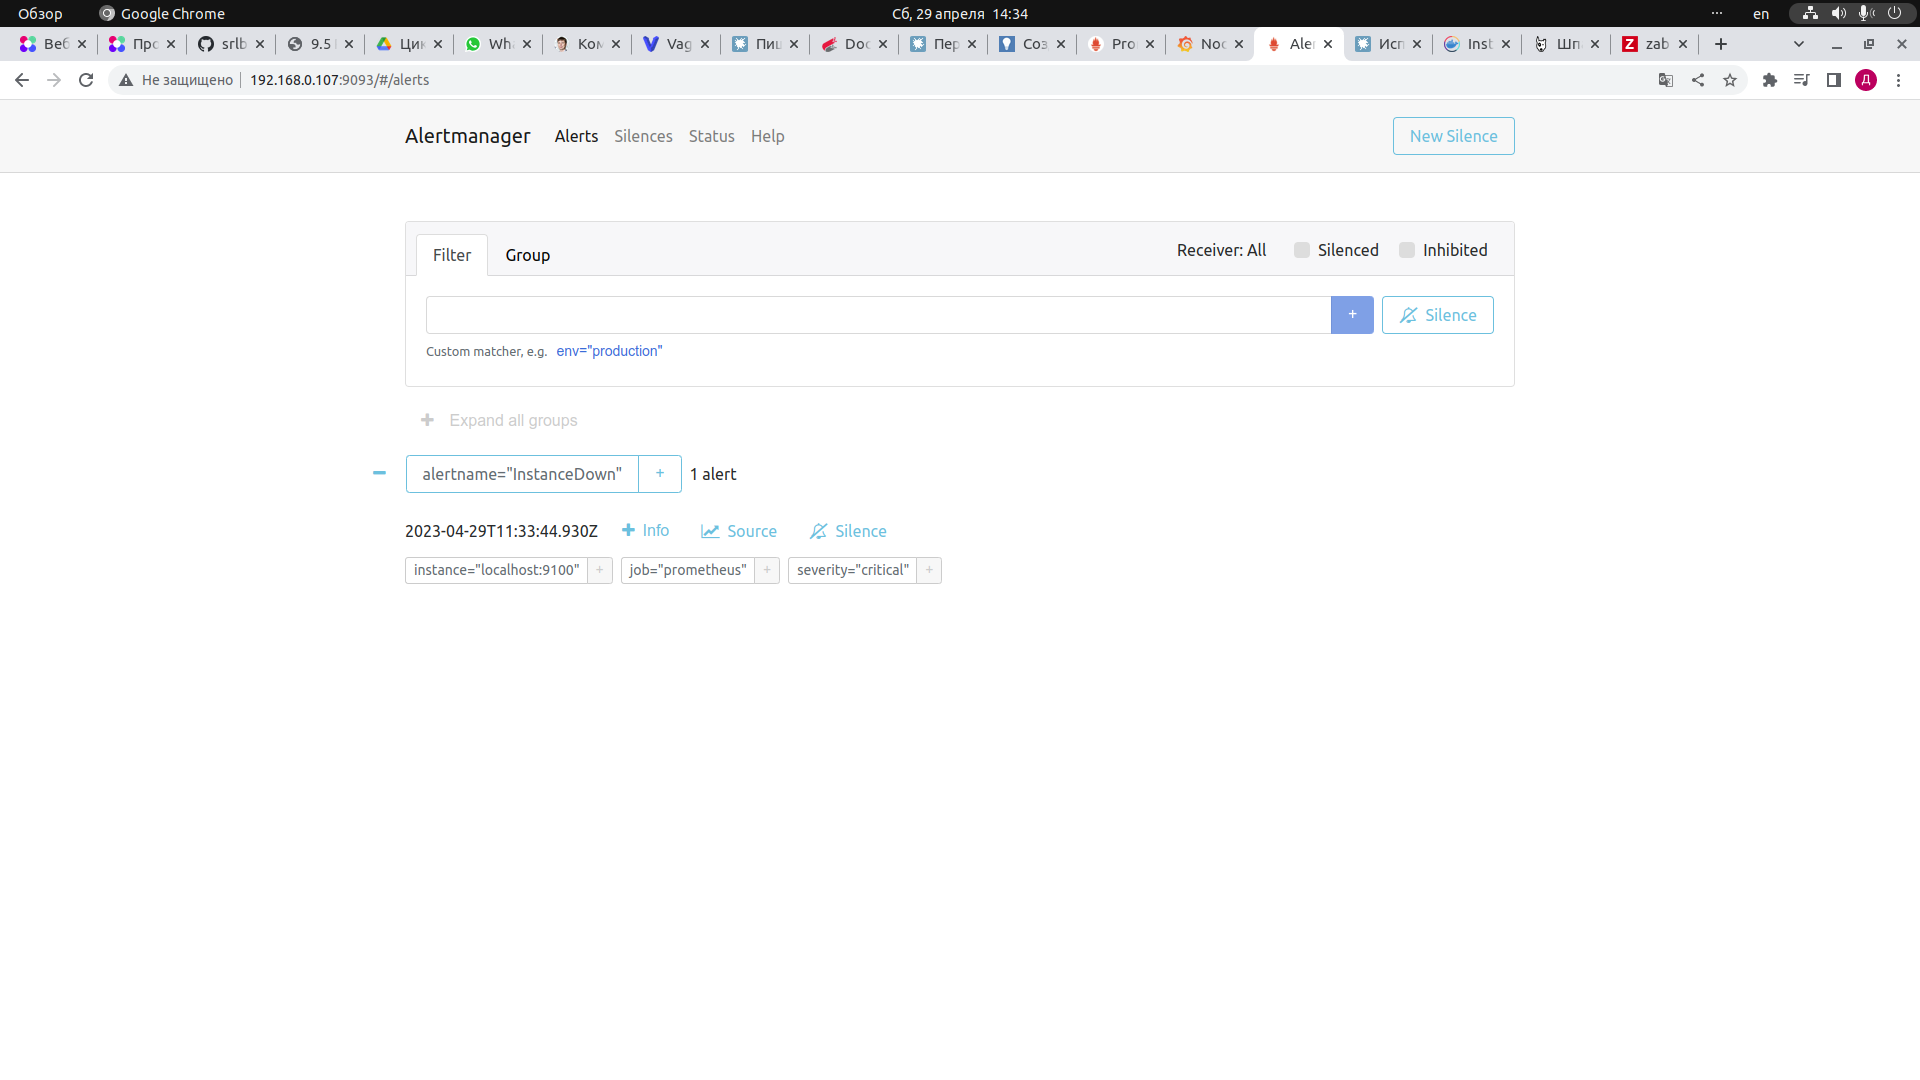 Обзор Google Chrome Сб, 29 апреля 14:34 en
Веб Про srlb 9.5 Цик Wha Ком Vag Пиш Doc Пер Соз Pro Noc Aler Исп Inst Шп zab
Не защищено 192.168.0.107:9093/#/alerts Д
Alertmanager Alerts Silences Status Help New Silence
Filter Group Receiver: All Silenced Inhibited
+ Silence
Custom matcher, e.g. env="production"
+ Expand all groups
alertname="InstanceDown" + 1 alert
2023-04-29T11:33:44.930Z + Info Source Silence
instance="localhost:9100" + job="prometheus" + severity="critical" +